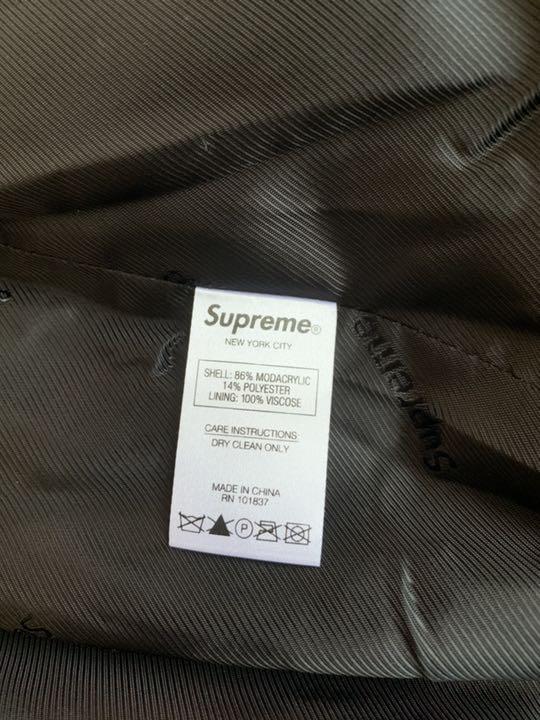 Supreme®
NEW YORK CITY
SHELL: 86% MODACRYLIC
14% POLYESTER
LINING: 100% VISCOSE
CARE INSTRUCTIONS:
DRY CLEAN ONLY
MADE IN CHINA
RN 101837
P
Supreme